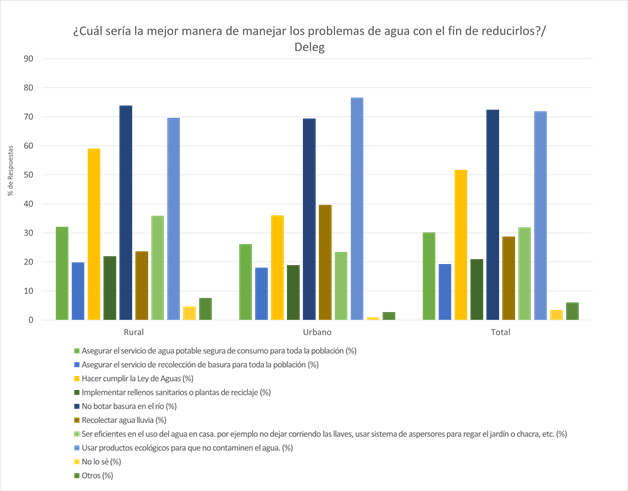 ¿Cuál sería la mejor manera de manejar los problemas de agua con el fin de reducirlos?/
Deleg
90
80
70
60
50
40
30
20
10
0
% de Respuestas
Rural
Urbano
Total
Asegurar el servicio de agua potable segura de consumo para toda la población (%)
Asegurar el servicio de recolección de basura para toda la población (%)
Hacer cumplir la Ley de Aguas (%)
Implementar rellenos sanitarios o plantas de reciclaje (%)
No botar basura en el río (%)
Recolectar agua lluvia (%)
Ser eficientes en el uso del agua en casa. por ejemplo no dejar corriendo las llaves, usar sistema de aspersores para regar el jardín o chacra, etc. (%)
Usar productos ecológicos para que no contaminen el agua. (%)
No lo sé (%)
Otros (%)